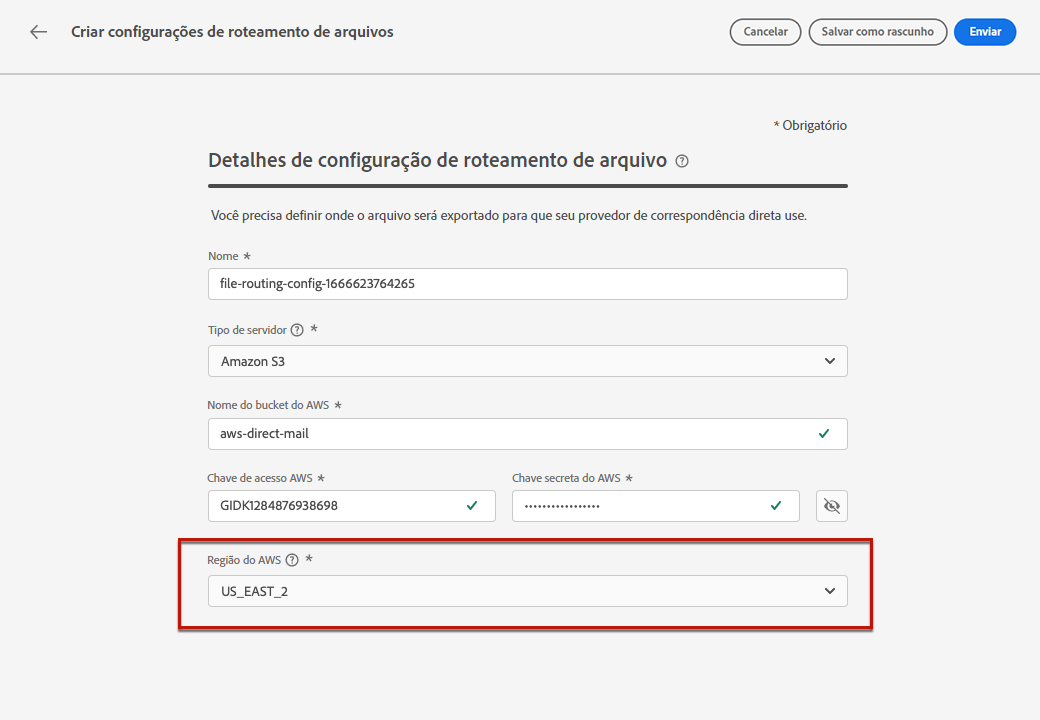 Criar configurações de roteamento de arquivos
Cancelar
Salvar como rascunho
Enviar
* Obrigatório
Detalhes de configuração de roteamento de arquivo
Você precisa definir onde o arquivo será exportado para que seu provedor de correspondência direta use.
Nome *
file-routing-config-1666623764265
Tipo de servidor ? *
Amazon S3
Nome do bucket do AWS *
aws-direct-mail
Chave de acesso AWS *
Chave secreta do AWS *
GIDK1284876938698
•••••••••••••••••
Região do AWS ? *
US_EAST_2